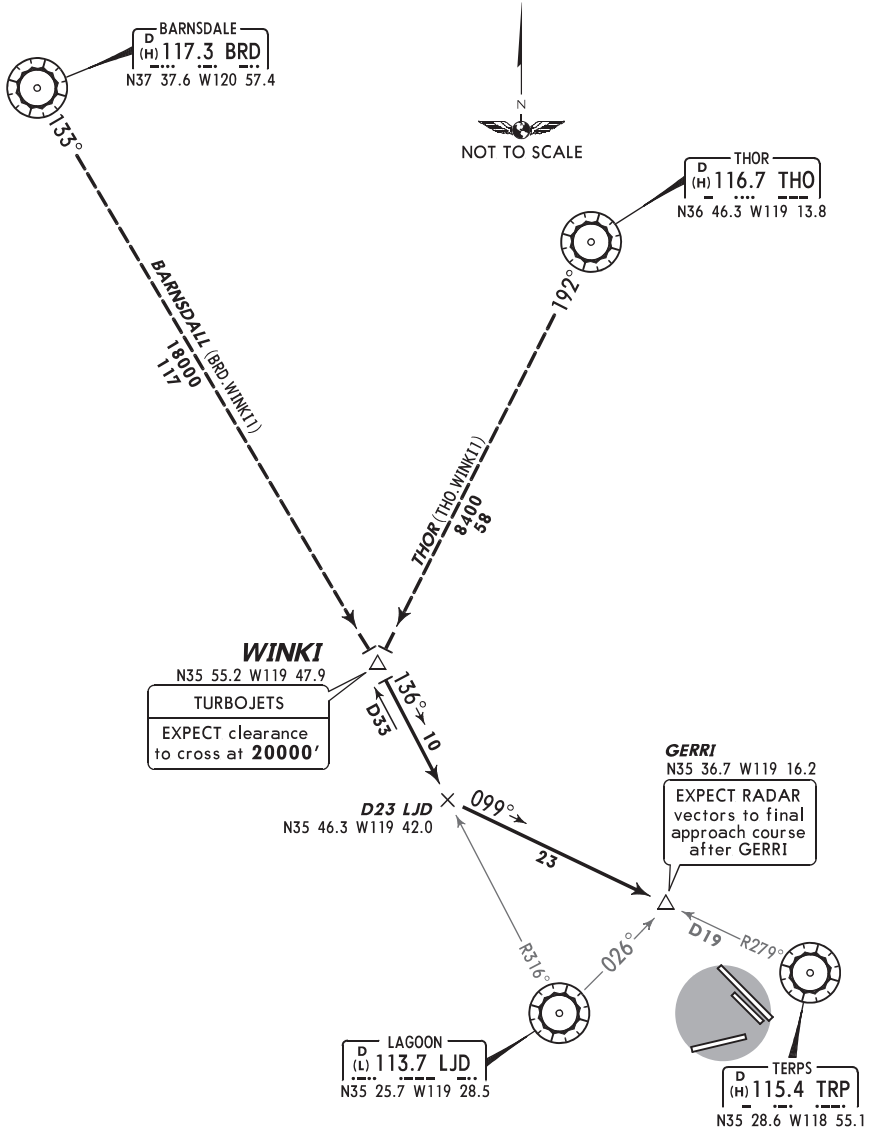 BARNSDALE
D
(H) 117.3 BRD
N37 37.6 W120 57.4
133°
N
NOT TO SCALE
THOR
D
(H) 116.7 THO
N36 46.3 W119 13.8
192°
BARNSDALL (BRD.WINKI1)
18000
117
THOR (THO.WINKI1)
8400
58
WINKI
N35 55.2 W119 47.9
TURBOJETS
EXPECT clearance
to cross at 20000'
136°
10
D33
D23 LJD
N35 46.3 W119 42.0
099°
23
GERRI
N35 36.7 W119 16.2
EXPECT RADAR
vectors to final
approach course
after GERRI
R316°
026°
D19
R279°
LAGOON
D
(L) 113.7 LJD
N35 25.7 W119 28.5
TERPS
D
(H) 115.4 TRP
N35 28.6 W118 55.1